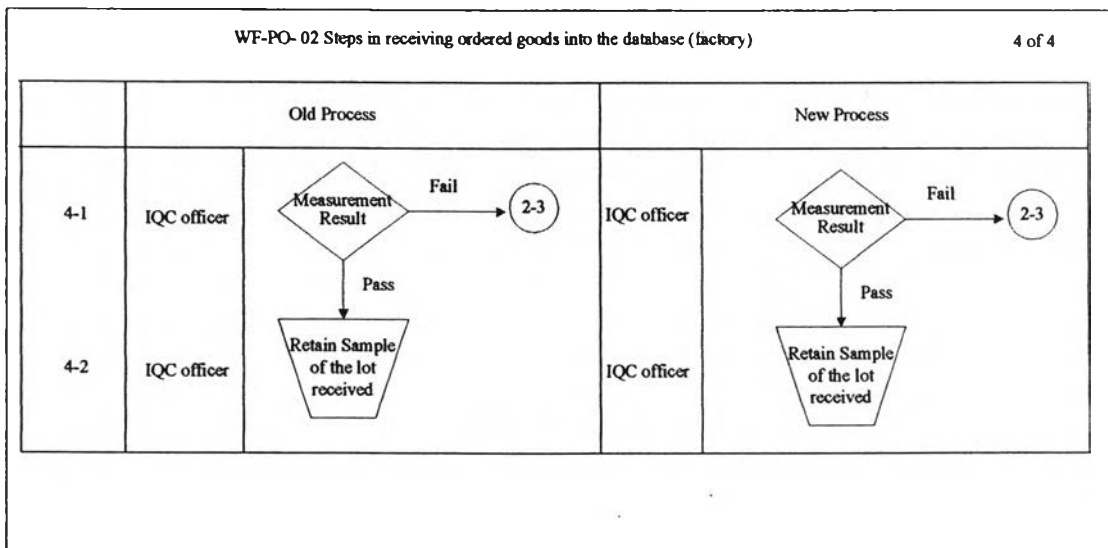 WF-PO- 02 Steps in receiving ordered goods into the database (factory)
4 of 4
Old Process
New Process
4-1
IQC officer
Measurement
Result
Fail
2-3
Pass
IQC officer
Measurement
Result
Fail
2-3
Pass
4-2
IQC officer
Retain Sample
of the lot
received
IQC officer
Retain Sample
of the lot
received